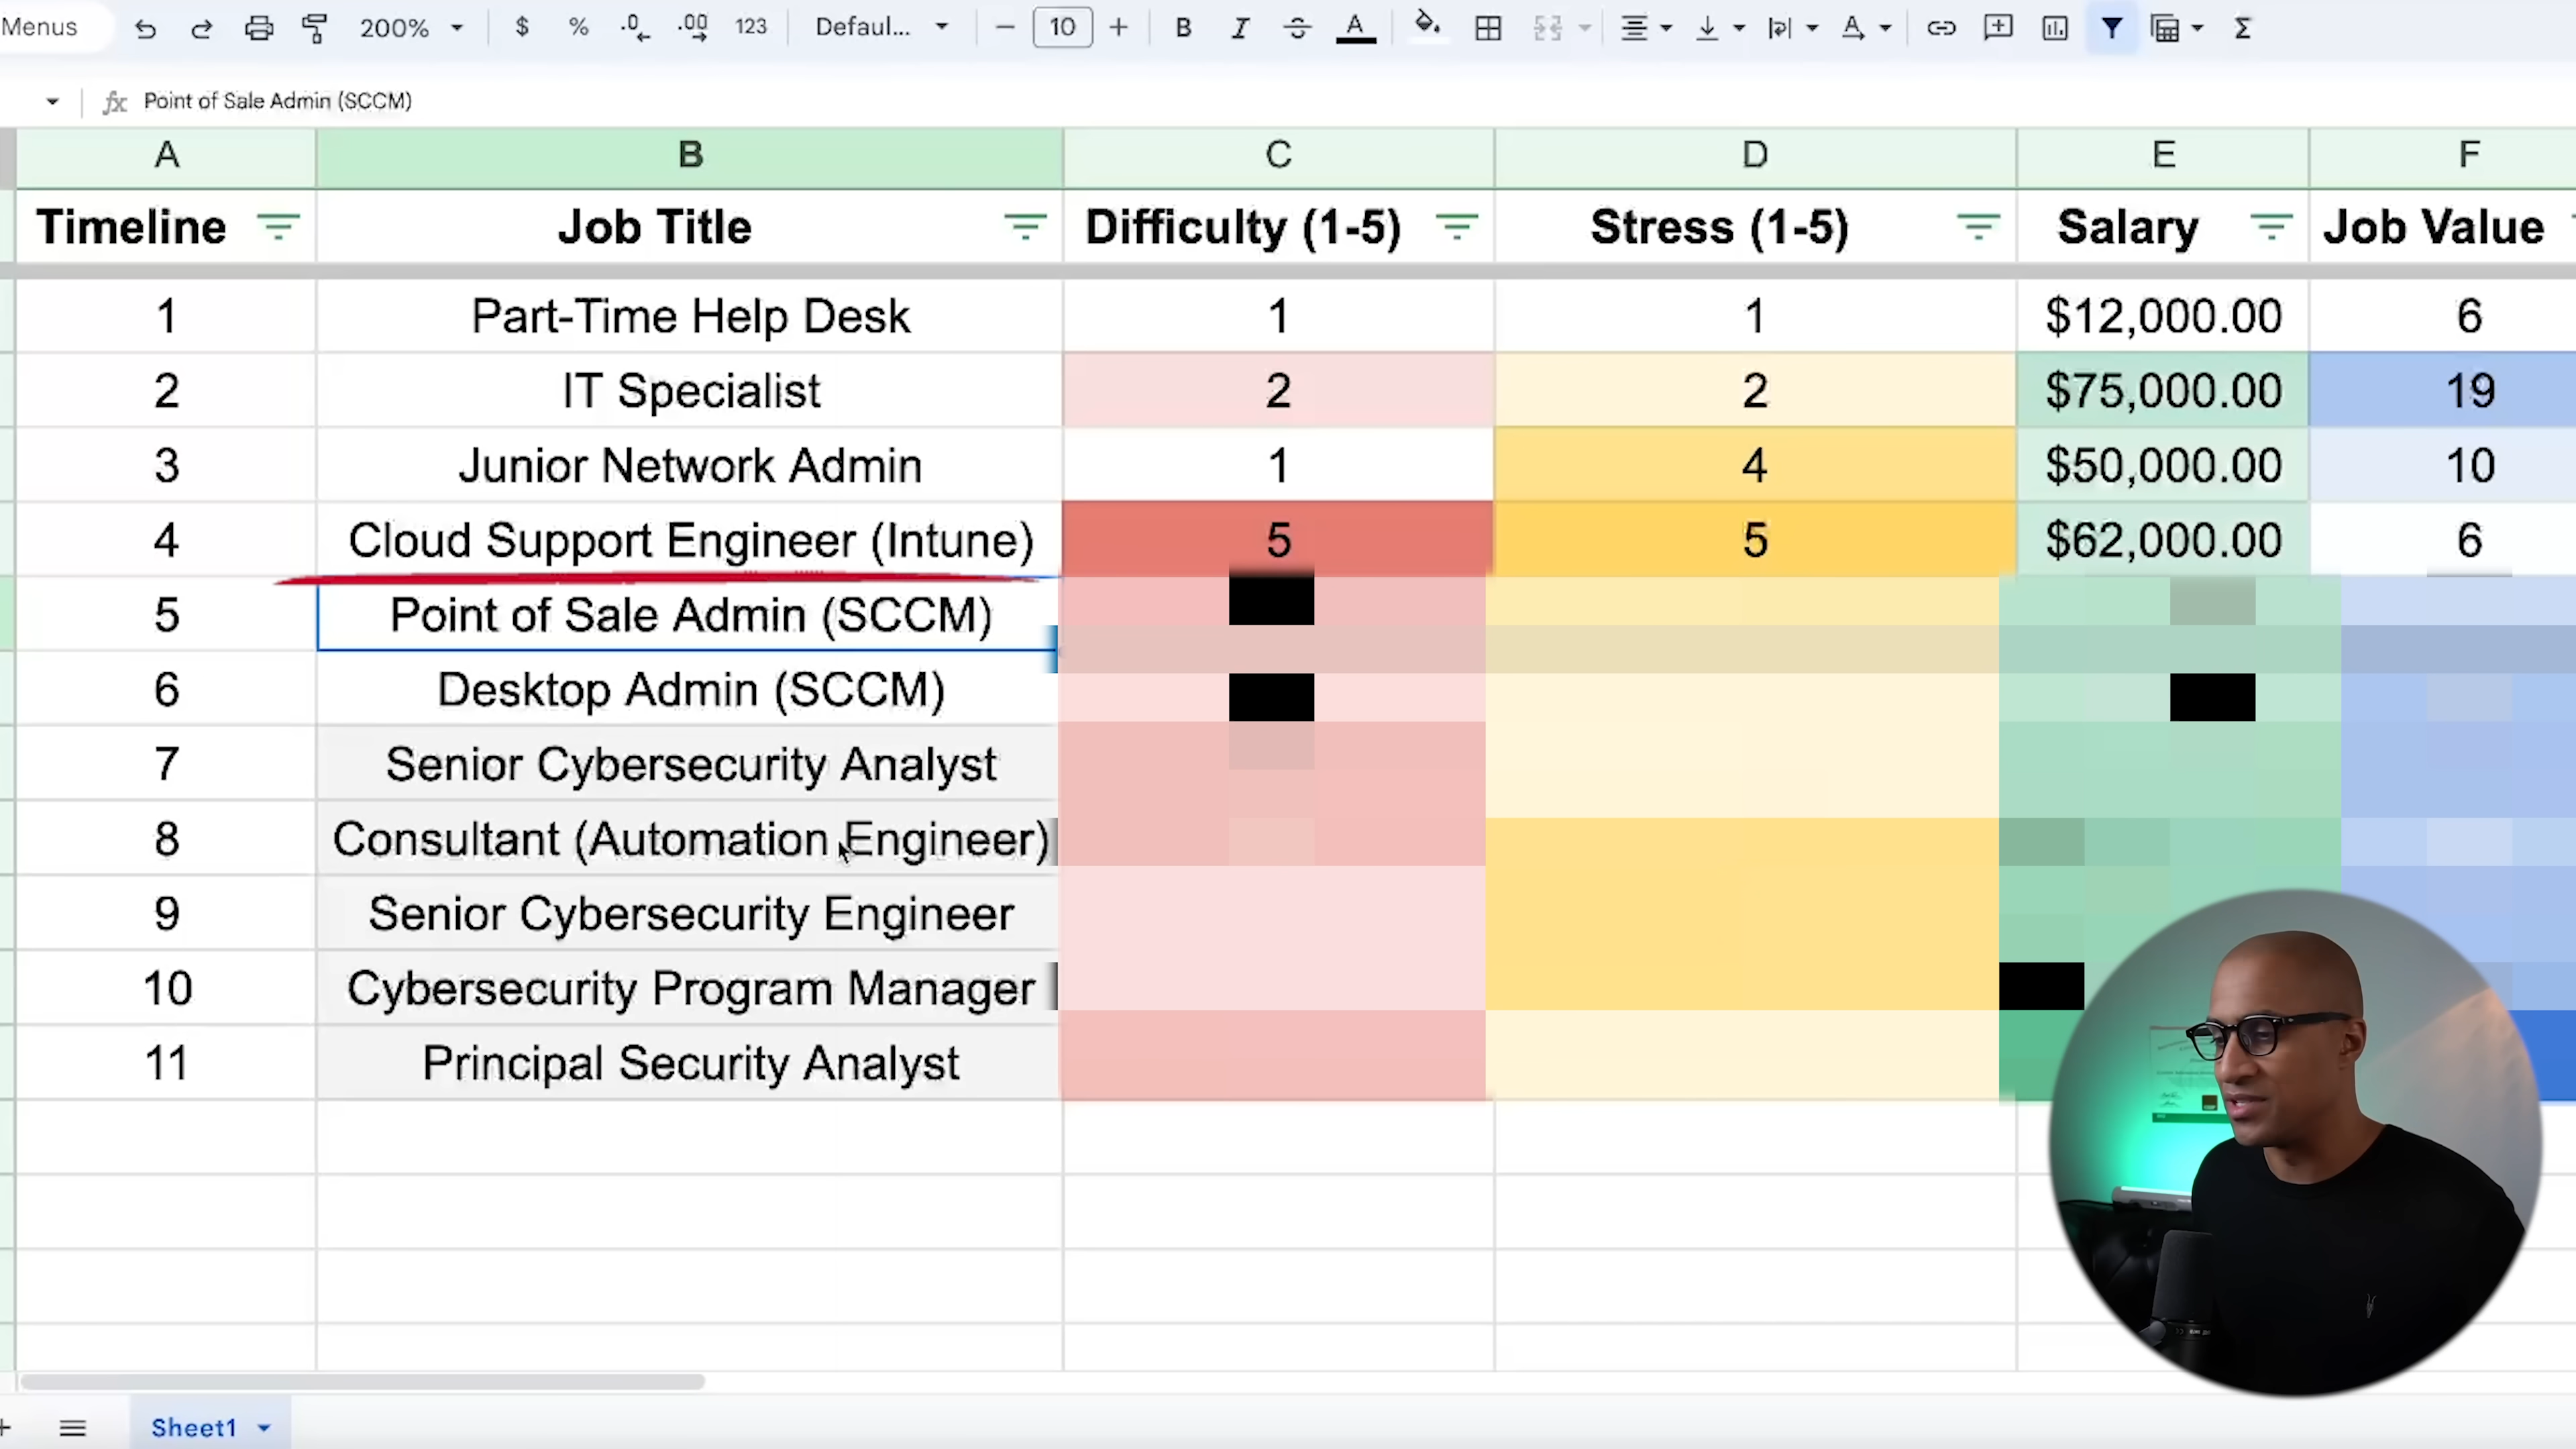 Menus 200% $ % .0 .00 123 Defaul... 10 B I A
fx Point of Sale Admin (SCCM)
A B C D E F
Timeline Job Title Difficulty (1-5) Stress (1-5) Salary Job Value
1 Part-Time Help Desk 1 1 $12,000.00 6
2 IT Specialist 2 2 $75,000.00 19
3 Junior Network Admin 1 4 $50,000.00 10
4 Cloud Support Engineer (Intune) 5 5 $62,000.00 6
5 Point of Sale Admin (SCCM)
6 Desktop Admin (SCCM)
7 Senior Cybersecurity Analyst
8 Consultant (Automation Engineer)
9 Senior Cybersecurity Engineer
10 Cybersecurity Program Manager
11 Principal Security Analyst
Sheet1